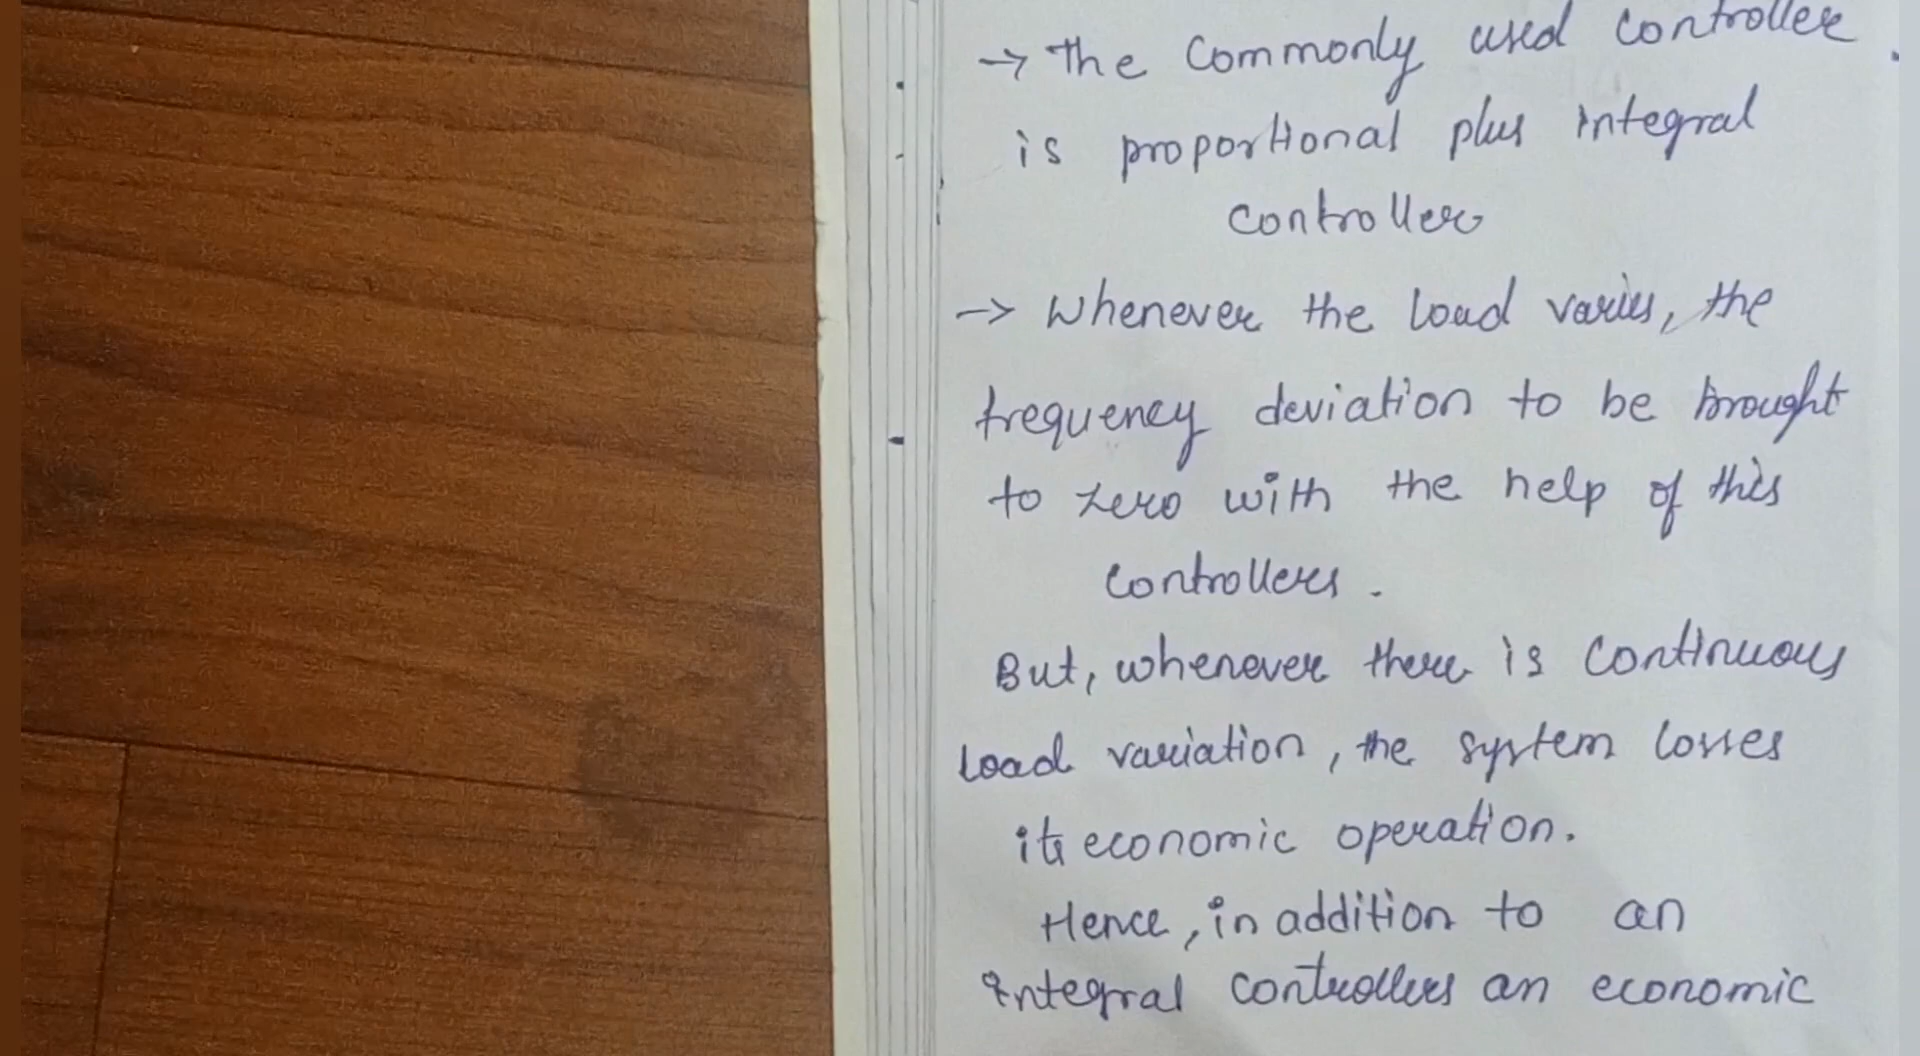 → the Commonly used controller
is proportional plus integral
controller
→ Whenever the load varies, the
frequency deviation to be brought
to zero with the help of this
controllers.
But, whenever there is continuous
load variation, the system losses
its economic operation.
Hence, in addition to an
integral controllers an economic